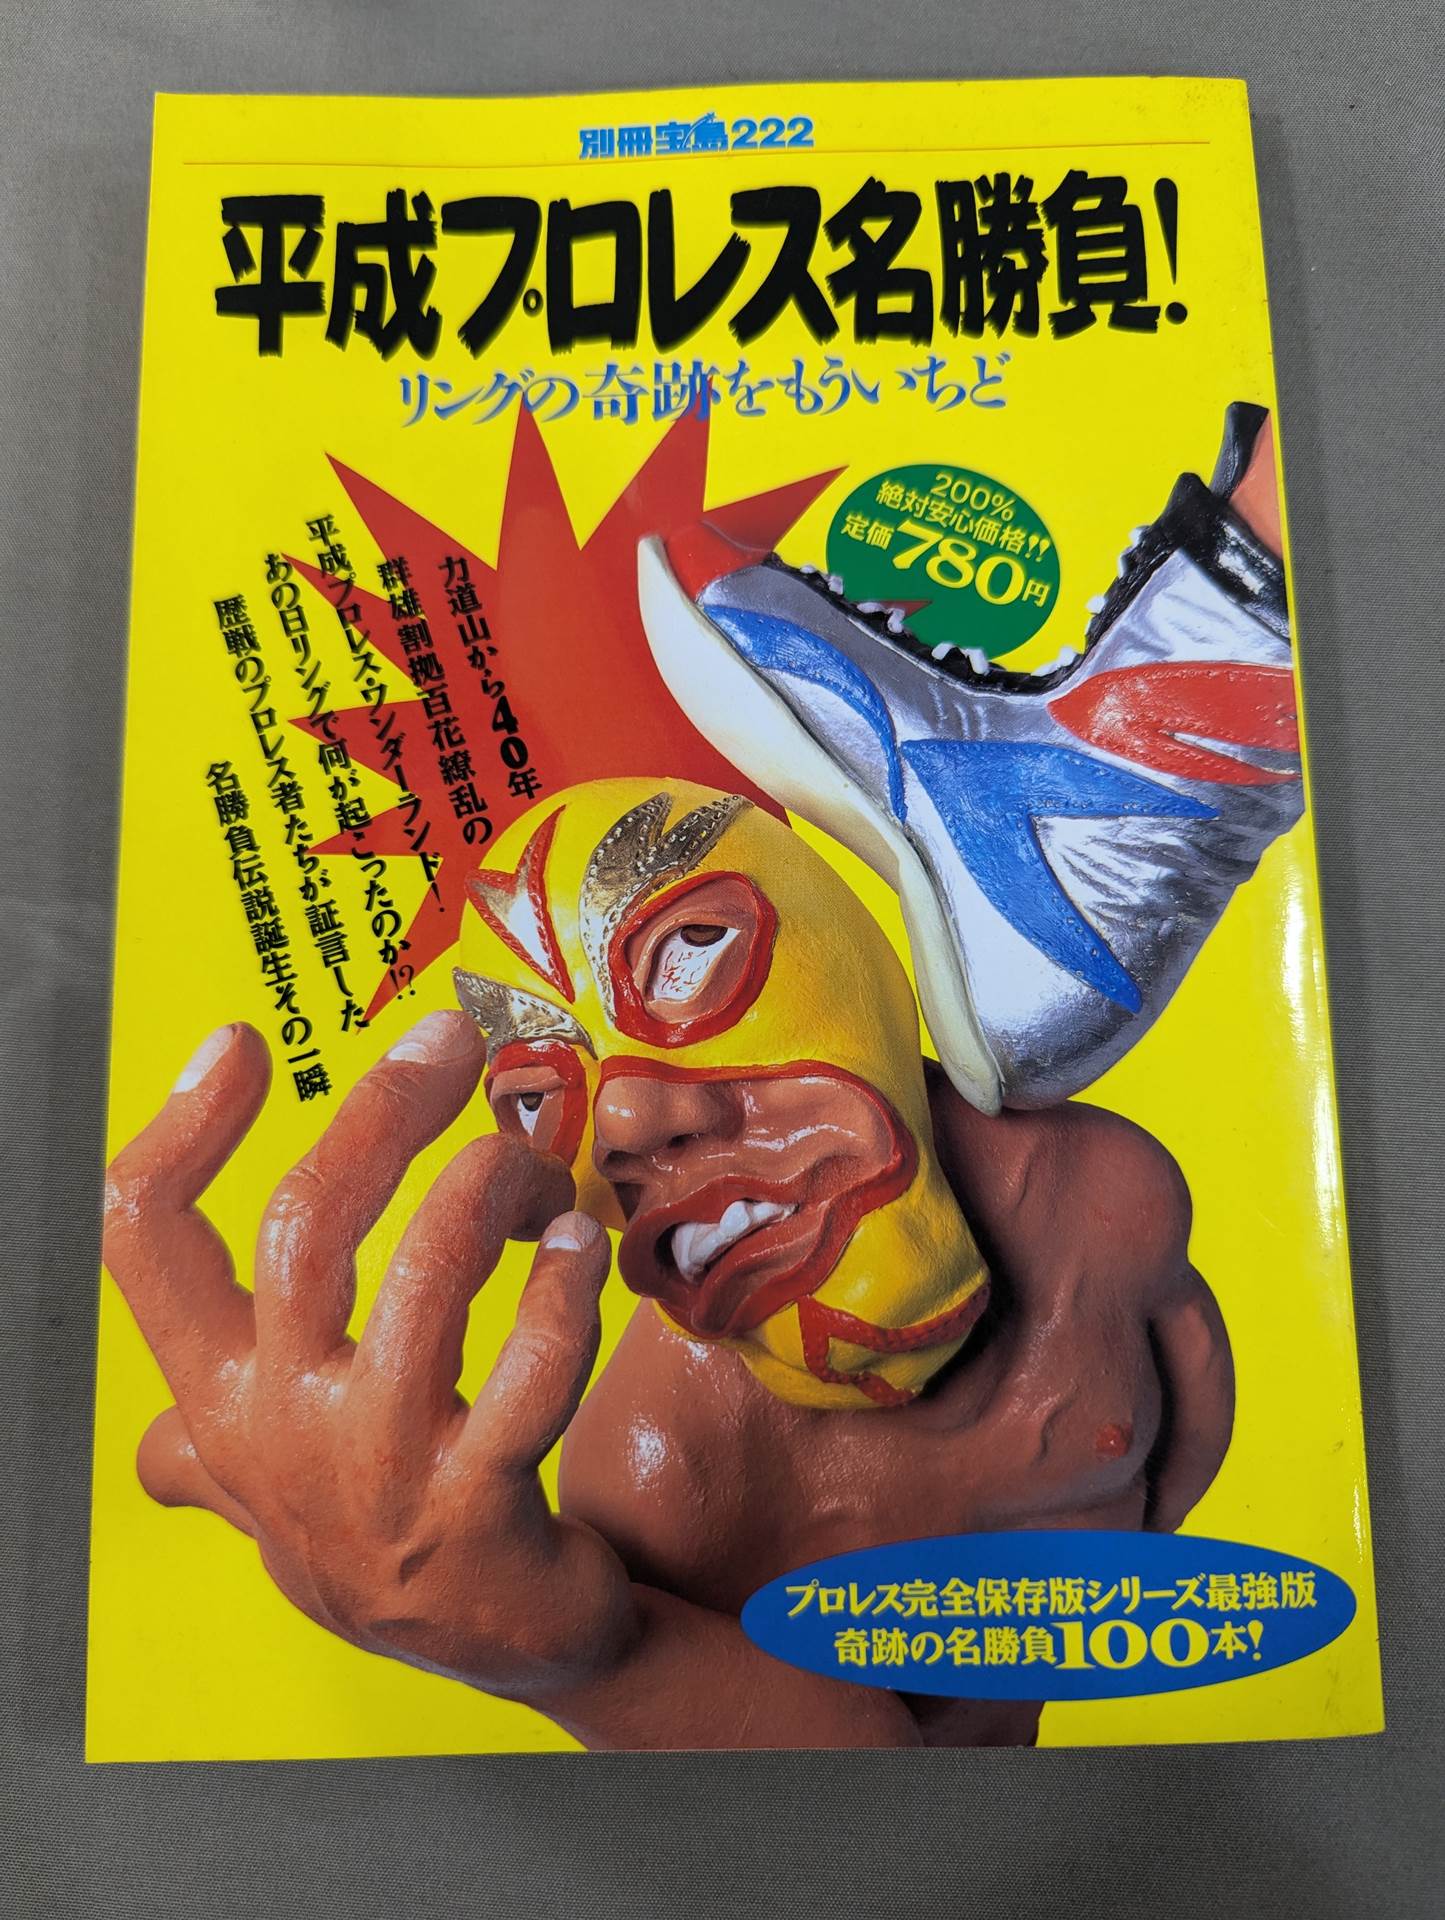 別冊宝島222
平成プロレス名勝負!
リングの奇跡をもういちど
200%
絶対安心価格!!
定価780円
力道山から40年
群雄割拠百花繚乱の
平成プロレス・ワンダーランド!
あの日リングで何が起こったのか!?
歴戦のプロレス者たちが証言した
名勝負伝説誕生その一瞬
プロレス完全保存版シリーズ最強版
奇跡の名勝負100本!